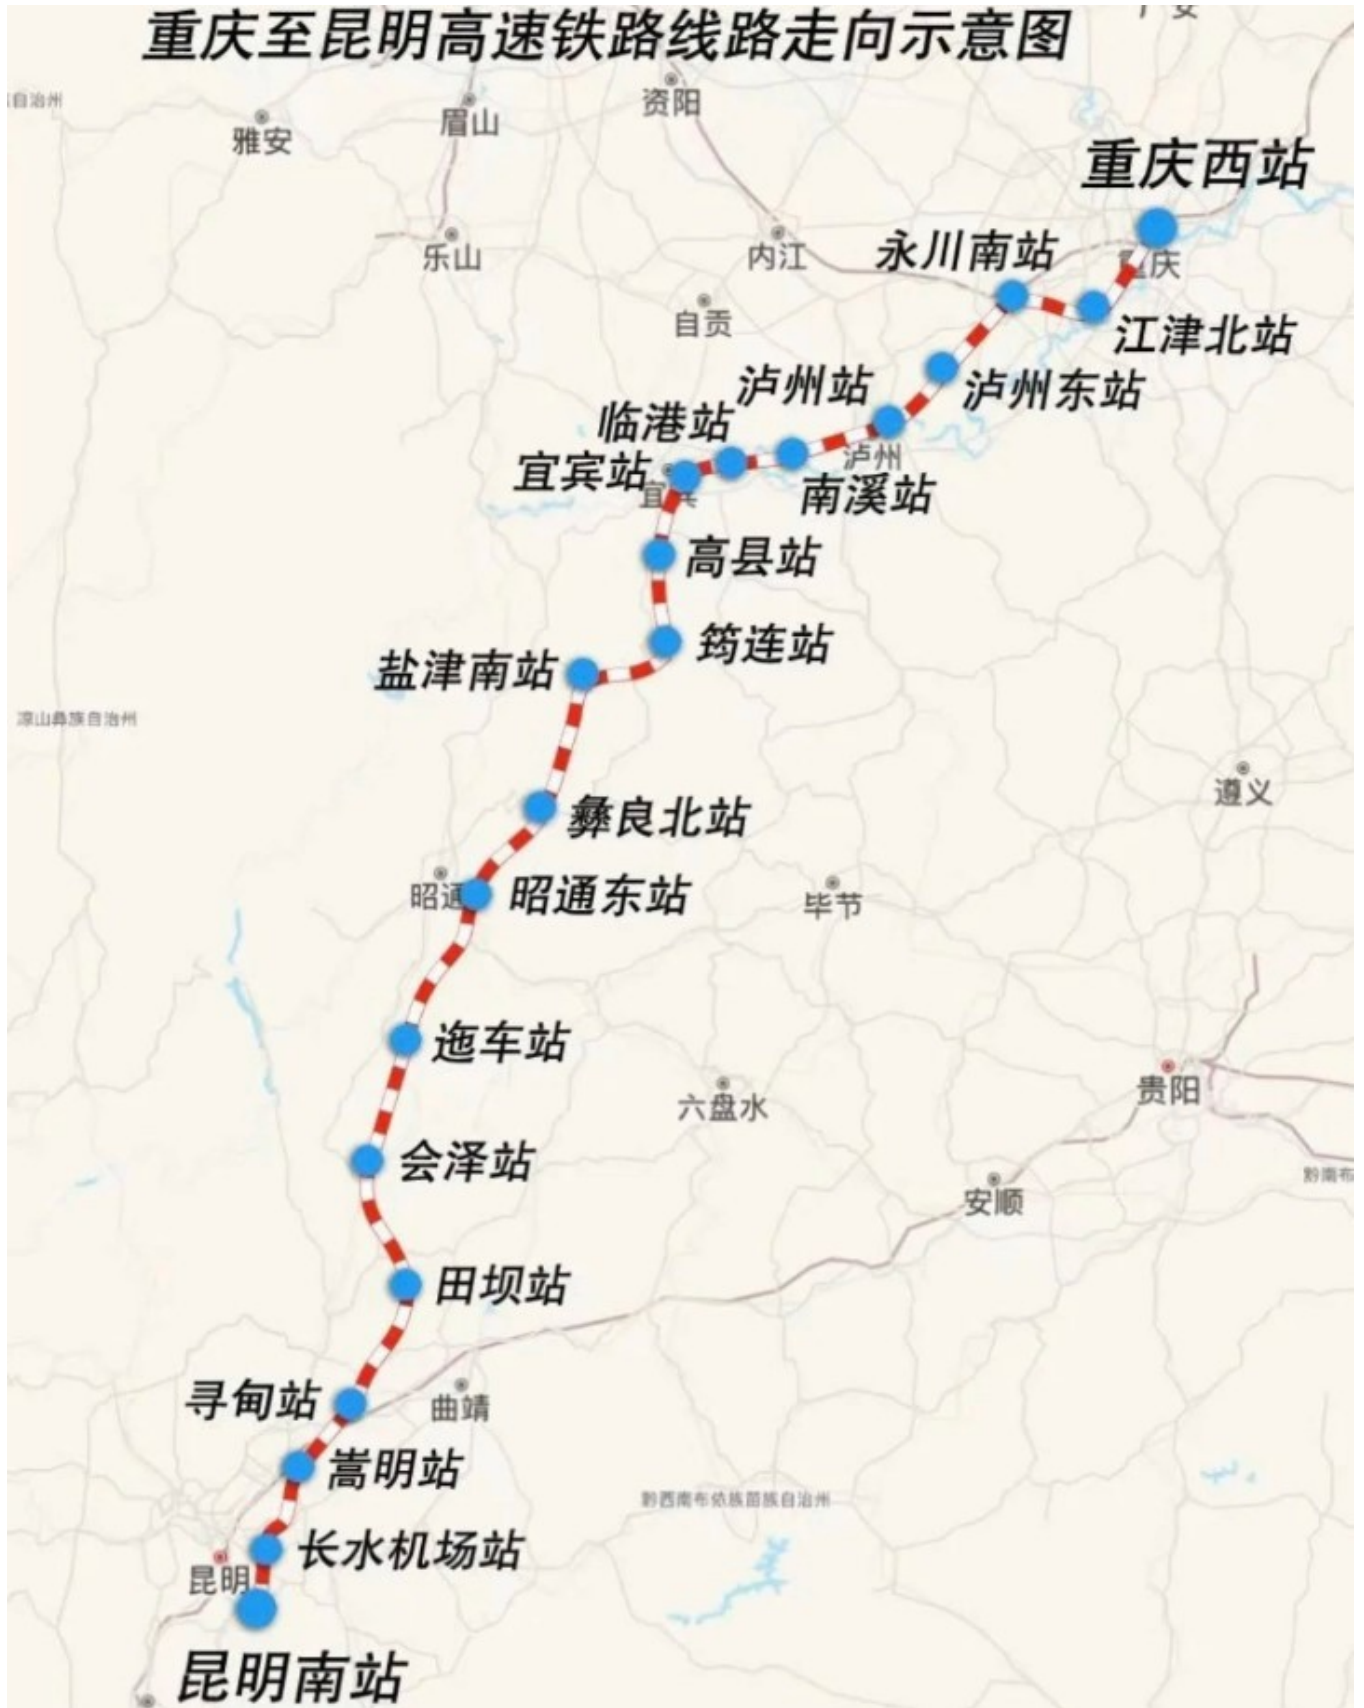 重庆至昆明高速铁路线路走向示意图
自治州
雅安
眉山
资阳
重庆西站
乐山
内江
永川南站
自贡
江津北站
泸州站
泸州东站
临港站
泸州
宜宾站
南溪站
高县站
筠连站
盐津南站
凉山彝族自治州
遵义
彝良北站
昭通
昭通东站
毕节
迤车站
六盘水
贵阳
会泽站
黔南布
安顺
田坝站
寻甸站
曲靖
嵩明站
黔西南布依族苗族自治州
长水机场站
昆明
昆明南站